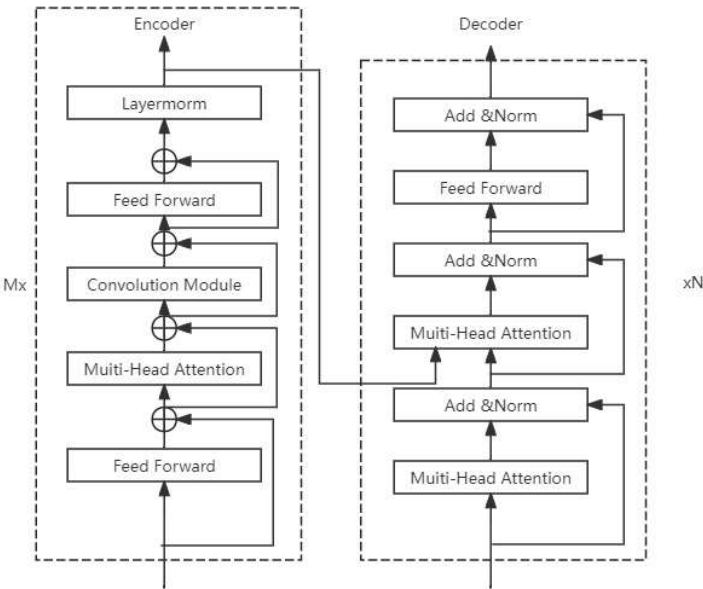 Encoder
Layermorm
Feed Forward
Convolution Module
Mx
Muiti-Head Attention
Feed Forward
Decoder
Add &Norm
Feed Forward
Add &Norm
xN
Muiti-Head Attention
Add &Norm
Muiti-Head Attention